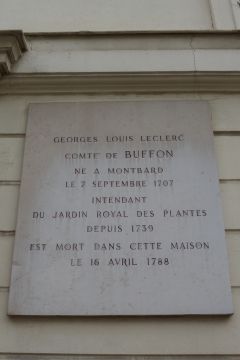 GEORGES LOUIS LECLERC
COMTE DE BUFFON
NÉ A MONTBARD
LE 7 SEPTEMBRE 1707
INTENDANT
DU JARDIN ROYAL DES PLANTES
DEPUIS 1739
EST MORT DANS CETTE MAISON
LE 16 AVRIL 1788